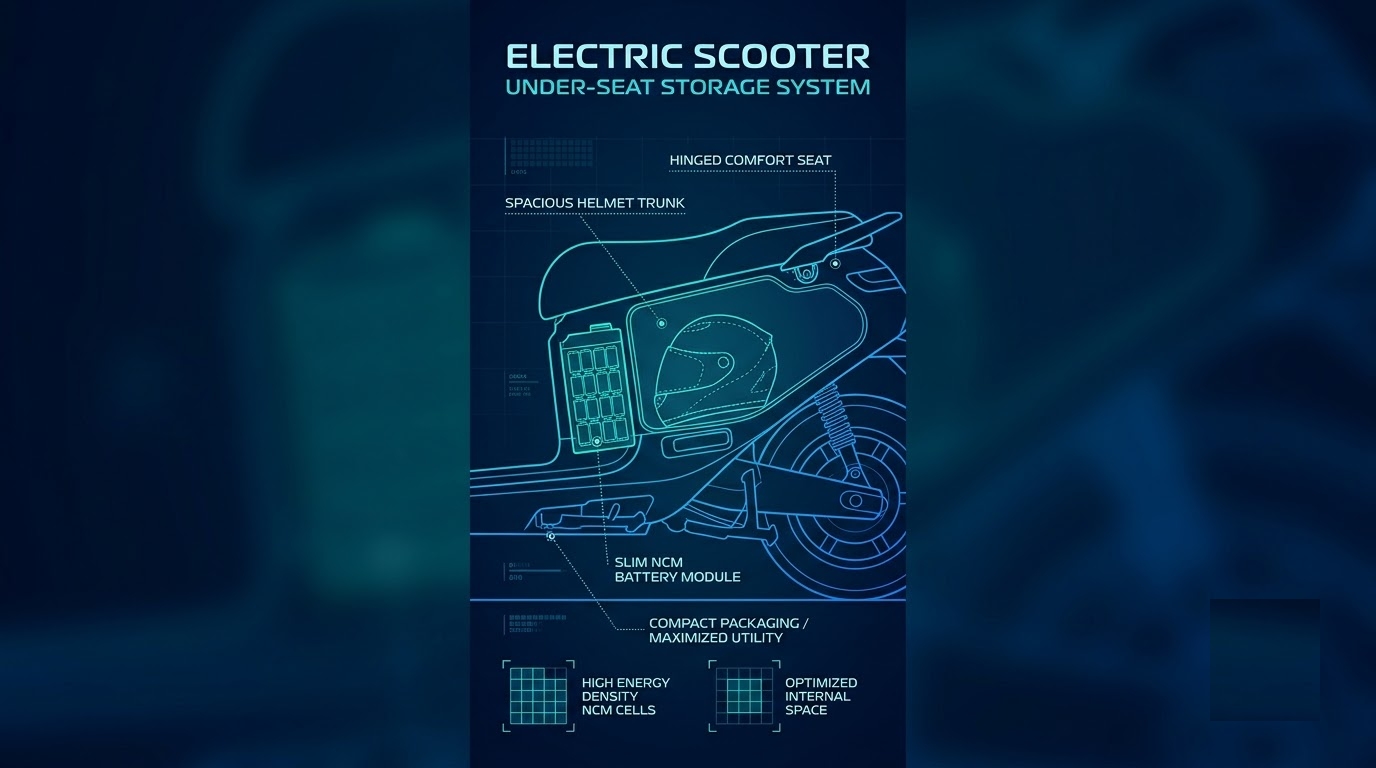 ELECTRIC SCOOTER
UNDER-SEAT STORAGE SYSTEM
HINGED COMFORT SEAT
SPACIOUS HELMET TRUNK
SLIM NCM
BATTERY MODULE
COMPACT PACKAGING /
MAXIMIZED UTILITY
HIGH ENERGY
DENSITY
NCM CELLS
OPTIMIZED
INTERNAL
SPACE